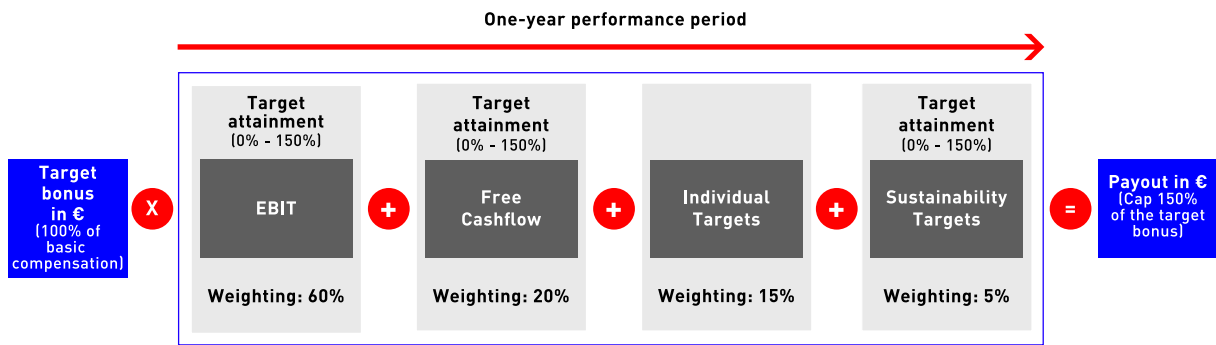 One-year performance period
Target
bonus
in €
(100% of
basic
compensation)
X
Target
attainment
(0% - 150%)
EBIT
Weighting: 60%
+
Target
attainment
(0% - 150%)
Free
Cashflow
Weighting: 20%
+
Individual
Targets
Weighting: 15%
+
Target
attainment
(0% - 150%)
Sustainability
Targets
Weighting: 5%
=
Payout in €
(Cap 150%
of the target
bonus)